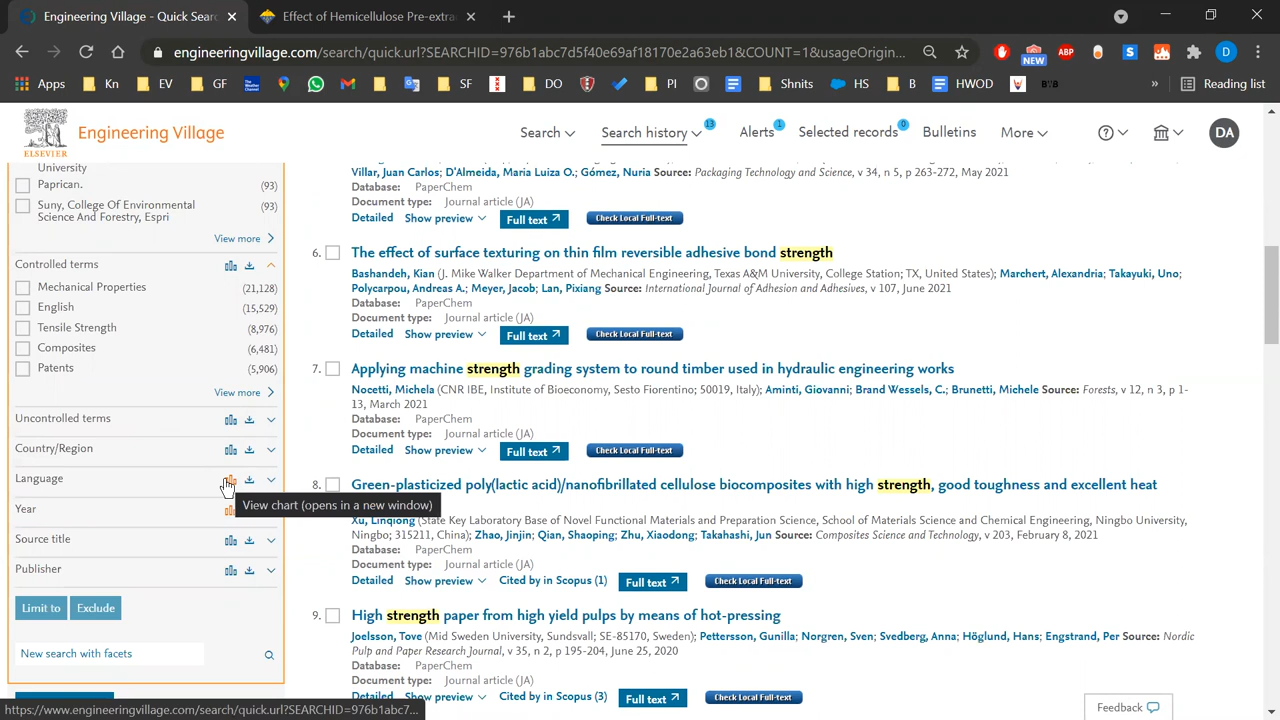 Engineering Village - Quick Sear
Effect of Hemicellulose Pre-extra
engineeringvillage.com/search/quick.url?SEARCHID=976b1abc7d5f40e69af18170e2a63eb1&COUNT=1&usageOrigin...
ABP
S
D
NEW
Apps
Kn
EV
GF
SF
DO
PI
Shnits
HS
B
HWOD
B\/B
»
Reading list
ELSEVIER
Engineering Village
Search
Search history
13
Alerts
1
Selected records
0
Bulletins
More
DA
University
Paprican.
(93)
Suny, College Of Environmental
(93)
Science And Forestry, Espri
View more
Controlled terms
Mechanical Properties
(21,128)
English
(15,529)
Tensile Strength
(8,976)
Composites
(6,481)
Patents
(5,906)
View more
Uncontrolled terms
Country/Region
Language
View chart (opens in a new window)
Year
Source title
Publisher
Limit to
Exclude
New search with facets
Villar, Juan Carlos; D'Almeida, Maria Luiza O.; Gómez, Nuria Source: Packaging Technology and Science, v 34, n 5, p 263-272, May 2021
Database: PaperChem
Document type: Journal article (JA)
Detailed Show preview Full text Check Local Full-text
6. The effect of surface texturing on thin film reversible adhesive bond strength
Bashandeh, Kian (J. Mike Walker Department of Mechanical Engineering, Texas A&M University, College Station; TX, United States); Marchert, Alexandria; Takayuki, Uno;
Polycarpou, Andreas A.; Meyer, Jacob; Lan, Pixiang Source: International Journal of Adhesion and Adhesives, v 107, June 2021
Database: PaperChem
Document type: Journal article (JA)
Detailed Show preview Full text Check Local Full-text
7. Applying machine strength grading system to round timber used in hydraulic engineering works
Nocetti, Michela (CNR IBE, Institute of Bioeconomy, Sesto Fiorentino; 50019, Italy); Aminti, Giovanni; Brand Wessels, C.; Brunetti, Michele Source: Forests, v 12, n 3, p 1-
13, March 2021
Database: PaperChem
Document type: Journal article (JA)
Detailed Show preview Full text Check Local Full-text
8. Green-plasticized poly(lactic acid)/nanofibrillated cellulose biocomposites with high strength, good toughness and excellent heat
Xu, Linqiong (State Key Laboratory Base of Novel Functional Materials and Preparation Science, School of Materials Science and Chemical Engineering, Ningbo University,
Ningbo; 315211, China); Zhao, Jinjin; Qian, Shaoping; Zhu, Xiaodong; Takahashi, Jun Source: Composites Science and Technology, v 203, February 8, 2021
Database: PaperChem
Document type: Journal article (JA)
Detailed Show preview Cited by in Scopus (1) Full text Check Local Full-text
9. High strength paper from high yield pulps by means of hot-pressing
Joelsson, Tove (Mid Sweden University, Sundsvall; SE-85170, Sweden); Pettersson, Gunilla; Norgren, Sven; Svedberg, Anna; Höglund, Hans; Engstrand, Per Source: Nordic
Pulp and Paper Research Journal, v 35, n 2, p 195-204, June 25, 2020
Database: PaperChem
Document type: Journal article (JA)
Detailed Show preview Cited by in Scopus (3) Full text Check Local Full-text
Feedback
https://www.engineeringvillage.com/search/quick.url?SEARCHID=976b1abc7...